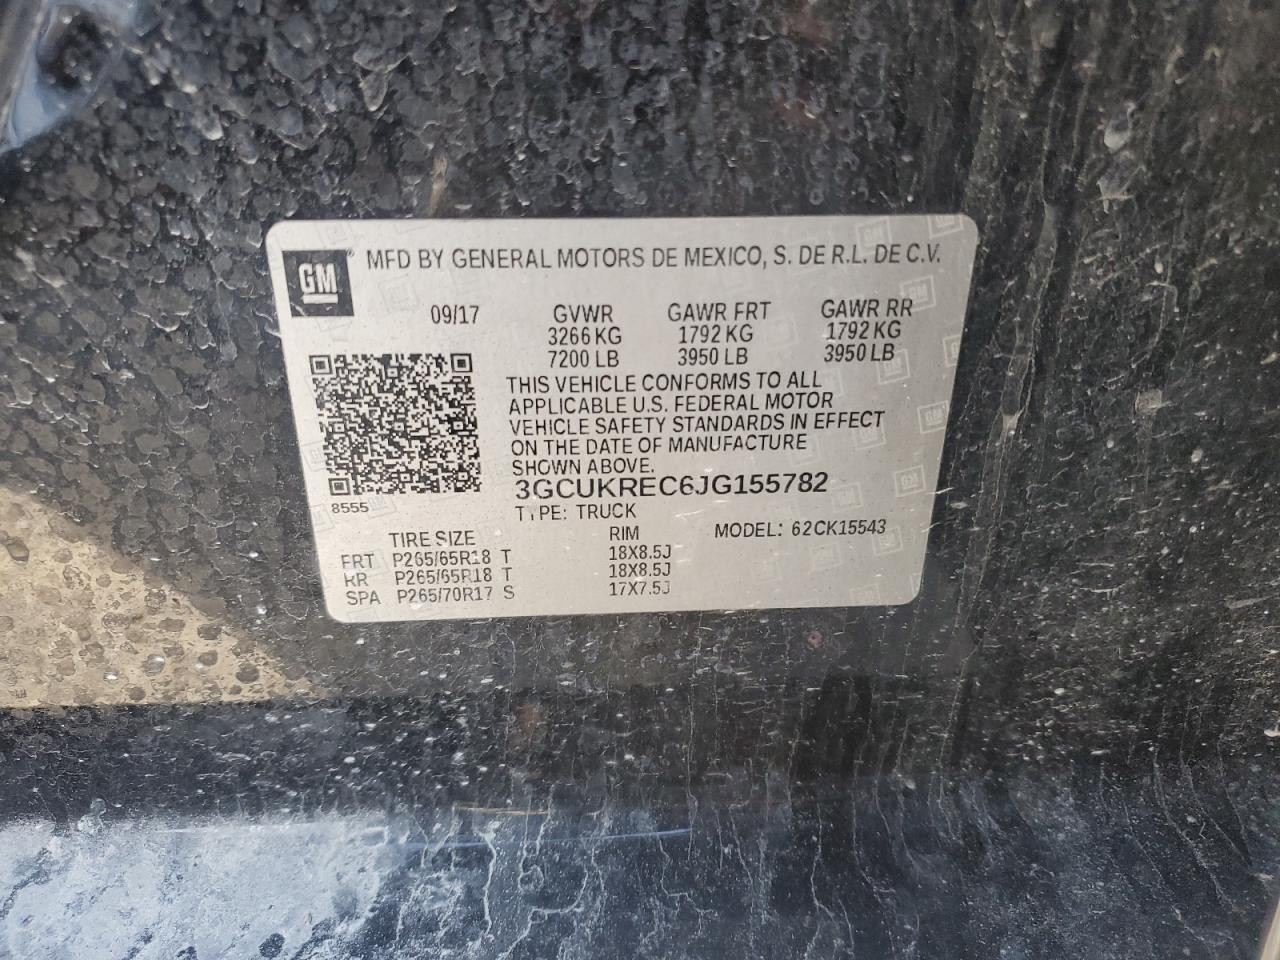 GM ® MFD BY GENERAL MOTORS DE MEXICO, S. DE R.L. DE C.V.
09/17 GVWR GAWR FRT GAWR RR
3266 KG 1792 KG 1792 KG
7200 LB 3950 LB 3950 LB
THIS VEHICLE CONFORMS TO ALL
APPLICABLE U.S. FEDERAL MOTOR
VEHICLE SAFETY STANDARDS IN EFFECT
ON THE DATE OF MANUFACTURE
SHOWN ABOVE.
3GCUKREC6JG155782
8555 TYPE: TRUCK
TIRE SIZE RIM MODEL: 62CK15543
FRT P265/65R18 T 18X8.5J
RR P265/65R18 T 18X8.5J
SPA P265/70R17 S 17X7.5J